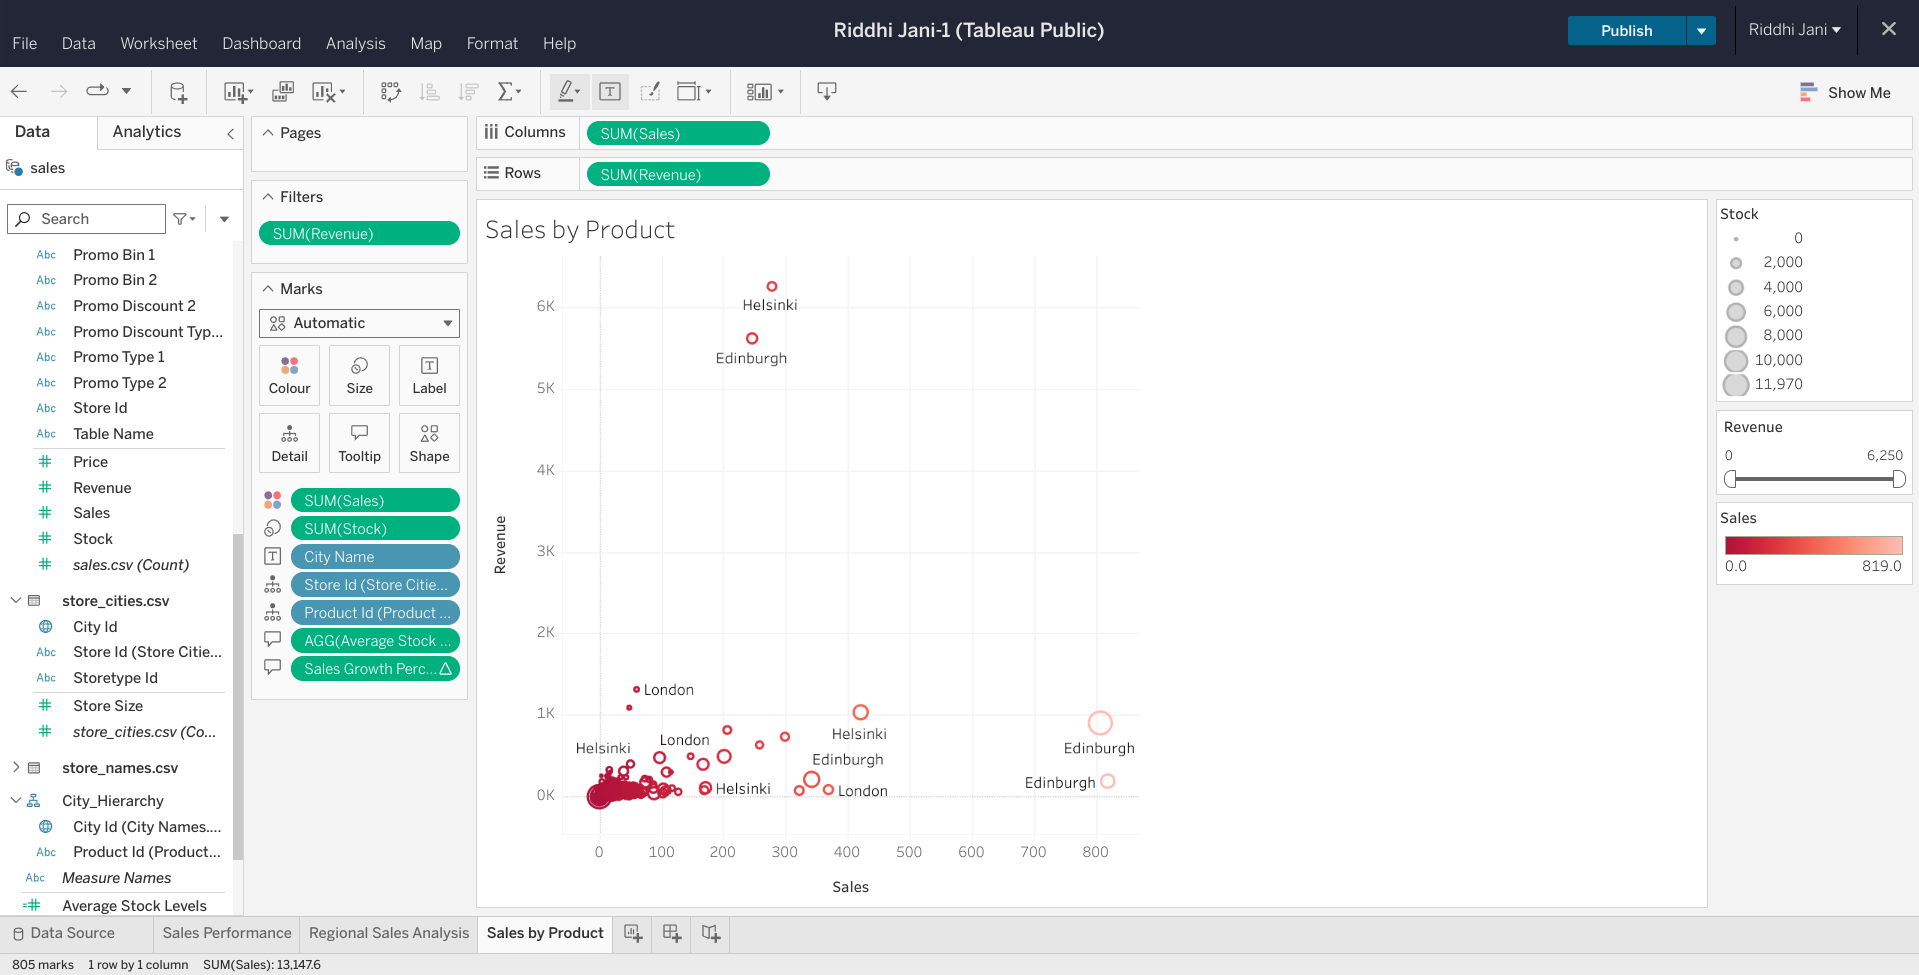 Riddhi Jani-1 (Tableau Public)
File Data Worksheet Dashboard Analysis Map Format Help
Publish
Riddhi Jani
Show Me
Data
Analytics
sales
Search
Abc Promo Bin 1
Abc Promo Bin 2
Abc Promo Discount 2
Abc Promo Discount Typ...
Abc Promo Type 1
Abc Promo Type 2
Abc Store Id
Abc Table Name
Price
Revenue
Sales
Stock
sales.csv (Count)
store_cities.csv
City Id
Abc Store Id (Store Citie...
Abc Storetype Id
Store Size
store_cities.csv (Co...
store_names.csv
City_Hierarchy
City Id (City Names....
Abc Product Id (Product...
Abc Measure Names
Average Stock Levels
Pages
Filters
SUM(Revenue)
Marks
Automatic
Colour
Size
Label
Detail
Tooltip
Shape
SUM(Sales)
SUM(Stock)
City Name
Store Id (Store Citie...
Product Id (Product ...
AGG(Average Stock ...
Sales Growth Perc...
Columns
SUM(Sales)
Rows
SUM(Revenue)
Sales by Product
6K
5K
4K
3K
2K
1K
0K
Revenue
Helsinki
Edinburgh
London
Helsinki
London
Helsinki
Helsinki
Edinburgh
London
Edinburgh
Edinburgh
0 100 200 300 400 500 600 700 800
Sales
Stock
0
2,000
4,000
6,000
8,000
10,000
11,970
Revenue
0 6,250
Sales
0.0 819.0
Data Source
Sales Performance
Regional Sales Analysis
Sales by Product
805 marks 1 row by 1 column SUM(Sales): 13,147.6